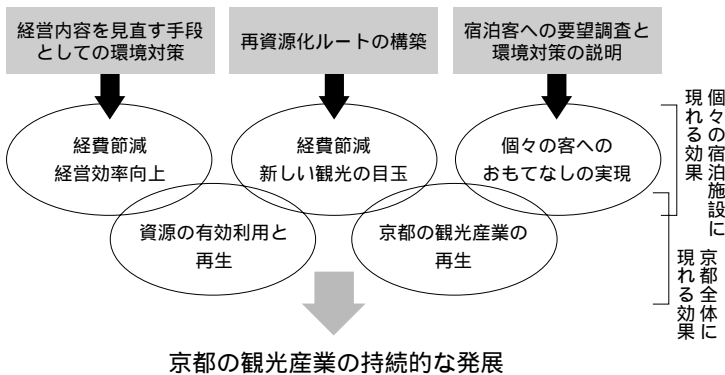 経営内容を見直す手段
としての環境対策
再資源化ルートの構築
宿泊客への要望調査と
環境対策の説明
経費節減
経営効率向上
経費節減
新しい観光の目玉
個々の客への
おもてなしの実現
個々の宿泊施設に
現れる効果
資源の有効利用と
再生
京都の観光産業の
再生
京都全体に
現れる効果
京都の観光産業の持続的な発展